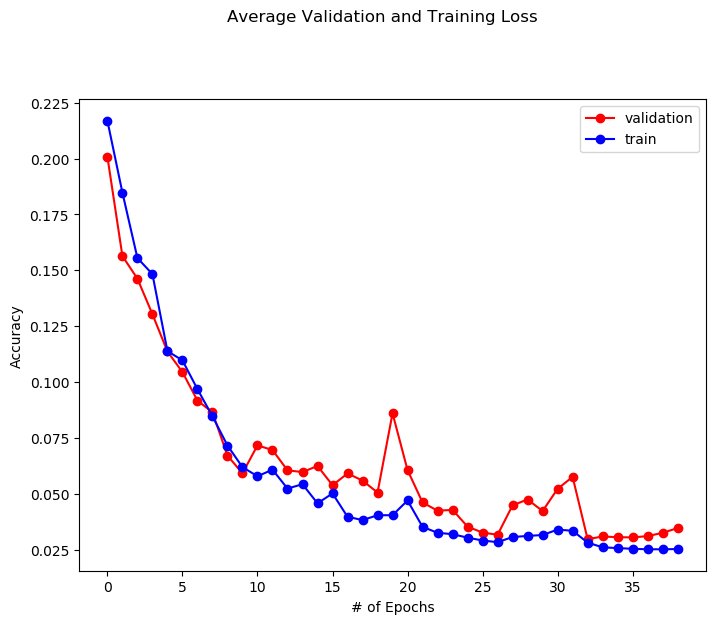 Average Validation and Training Loss
0.225
0.200
0.175
0.150
0.125
0.100
0.075
0.050
0.025
Accuracy
validation
train
0 5 10 15 20 25 30 35
# of Epochs